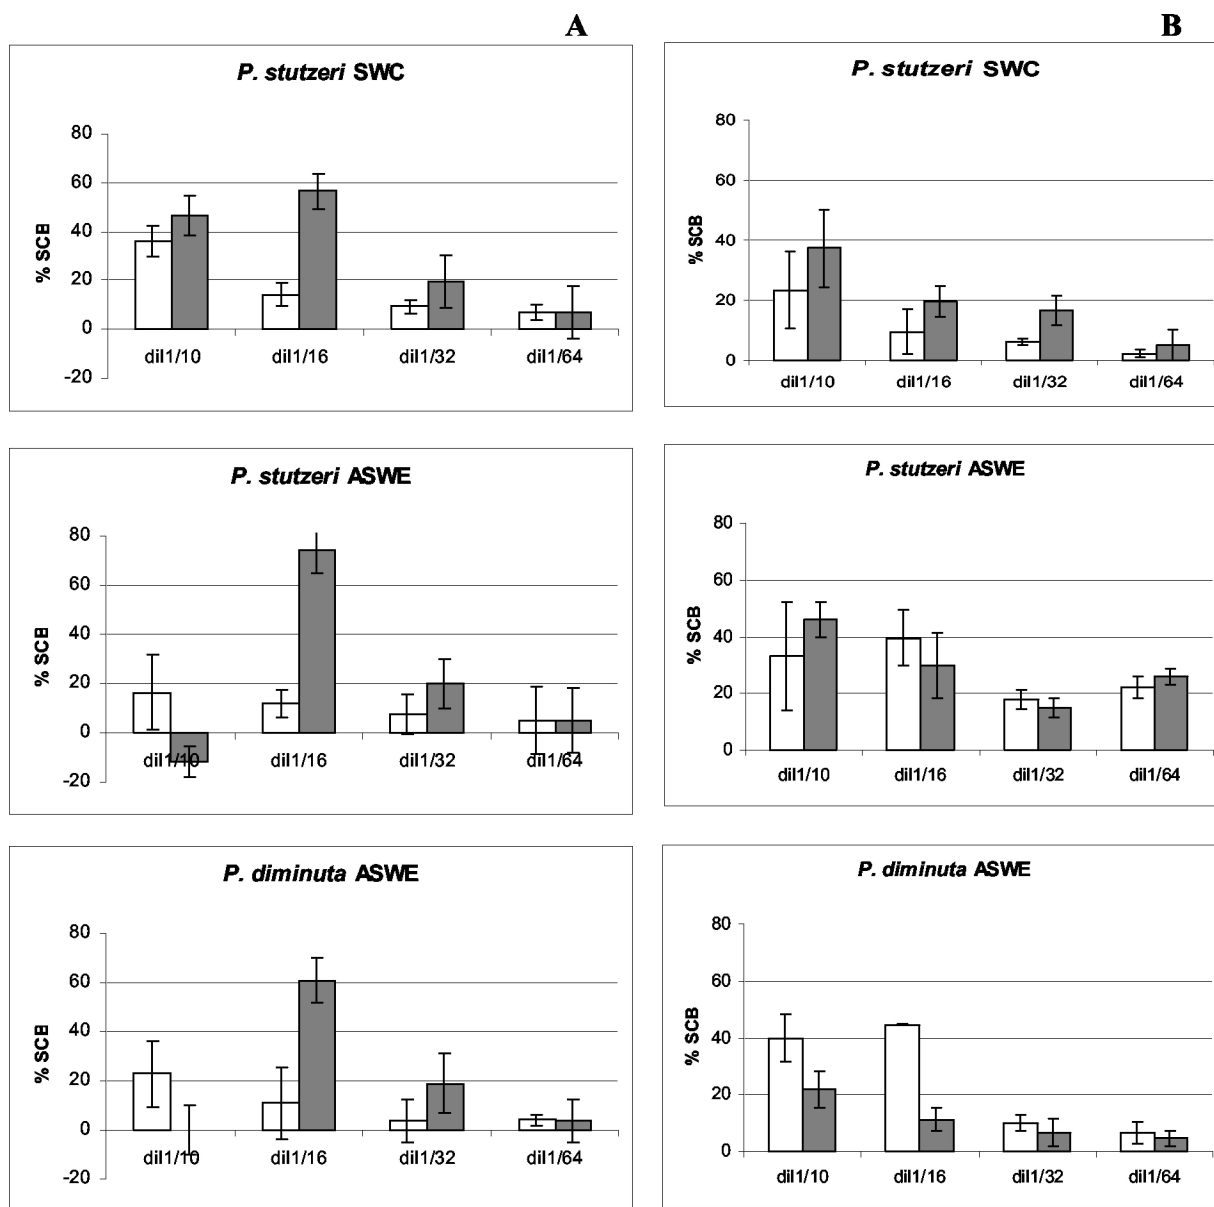 A
P. stutzeri SWC
% SCB
80
60
40
20
0
-20
dil1/10
dil1/16
dil1/32
dil1/64
P. stutzeri ASWE
% SCB
80
60
40
20
0
-20
dil1/10
dil1/16
dil1/32
dil1/64
P. diminuta ASWE
% SCB
80
60
40
20
0
-20
dil1/10
dil1/16
dil1/32
dil1/64
B
P. stutzeri SWC
% SCB
80
60
40
20
0
dil1/10
dil1/16
dil1/32
dil1/64
P. stutzeri ASWE
% SCB
80
60
40
20
0
dil1/10
dil1/16
dil1/32
dil1/64
P. diminuta ASWE
% SCB
80
60
40
20
0
dil1/10
dil1/16
dil1/32
dil1/64